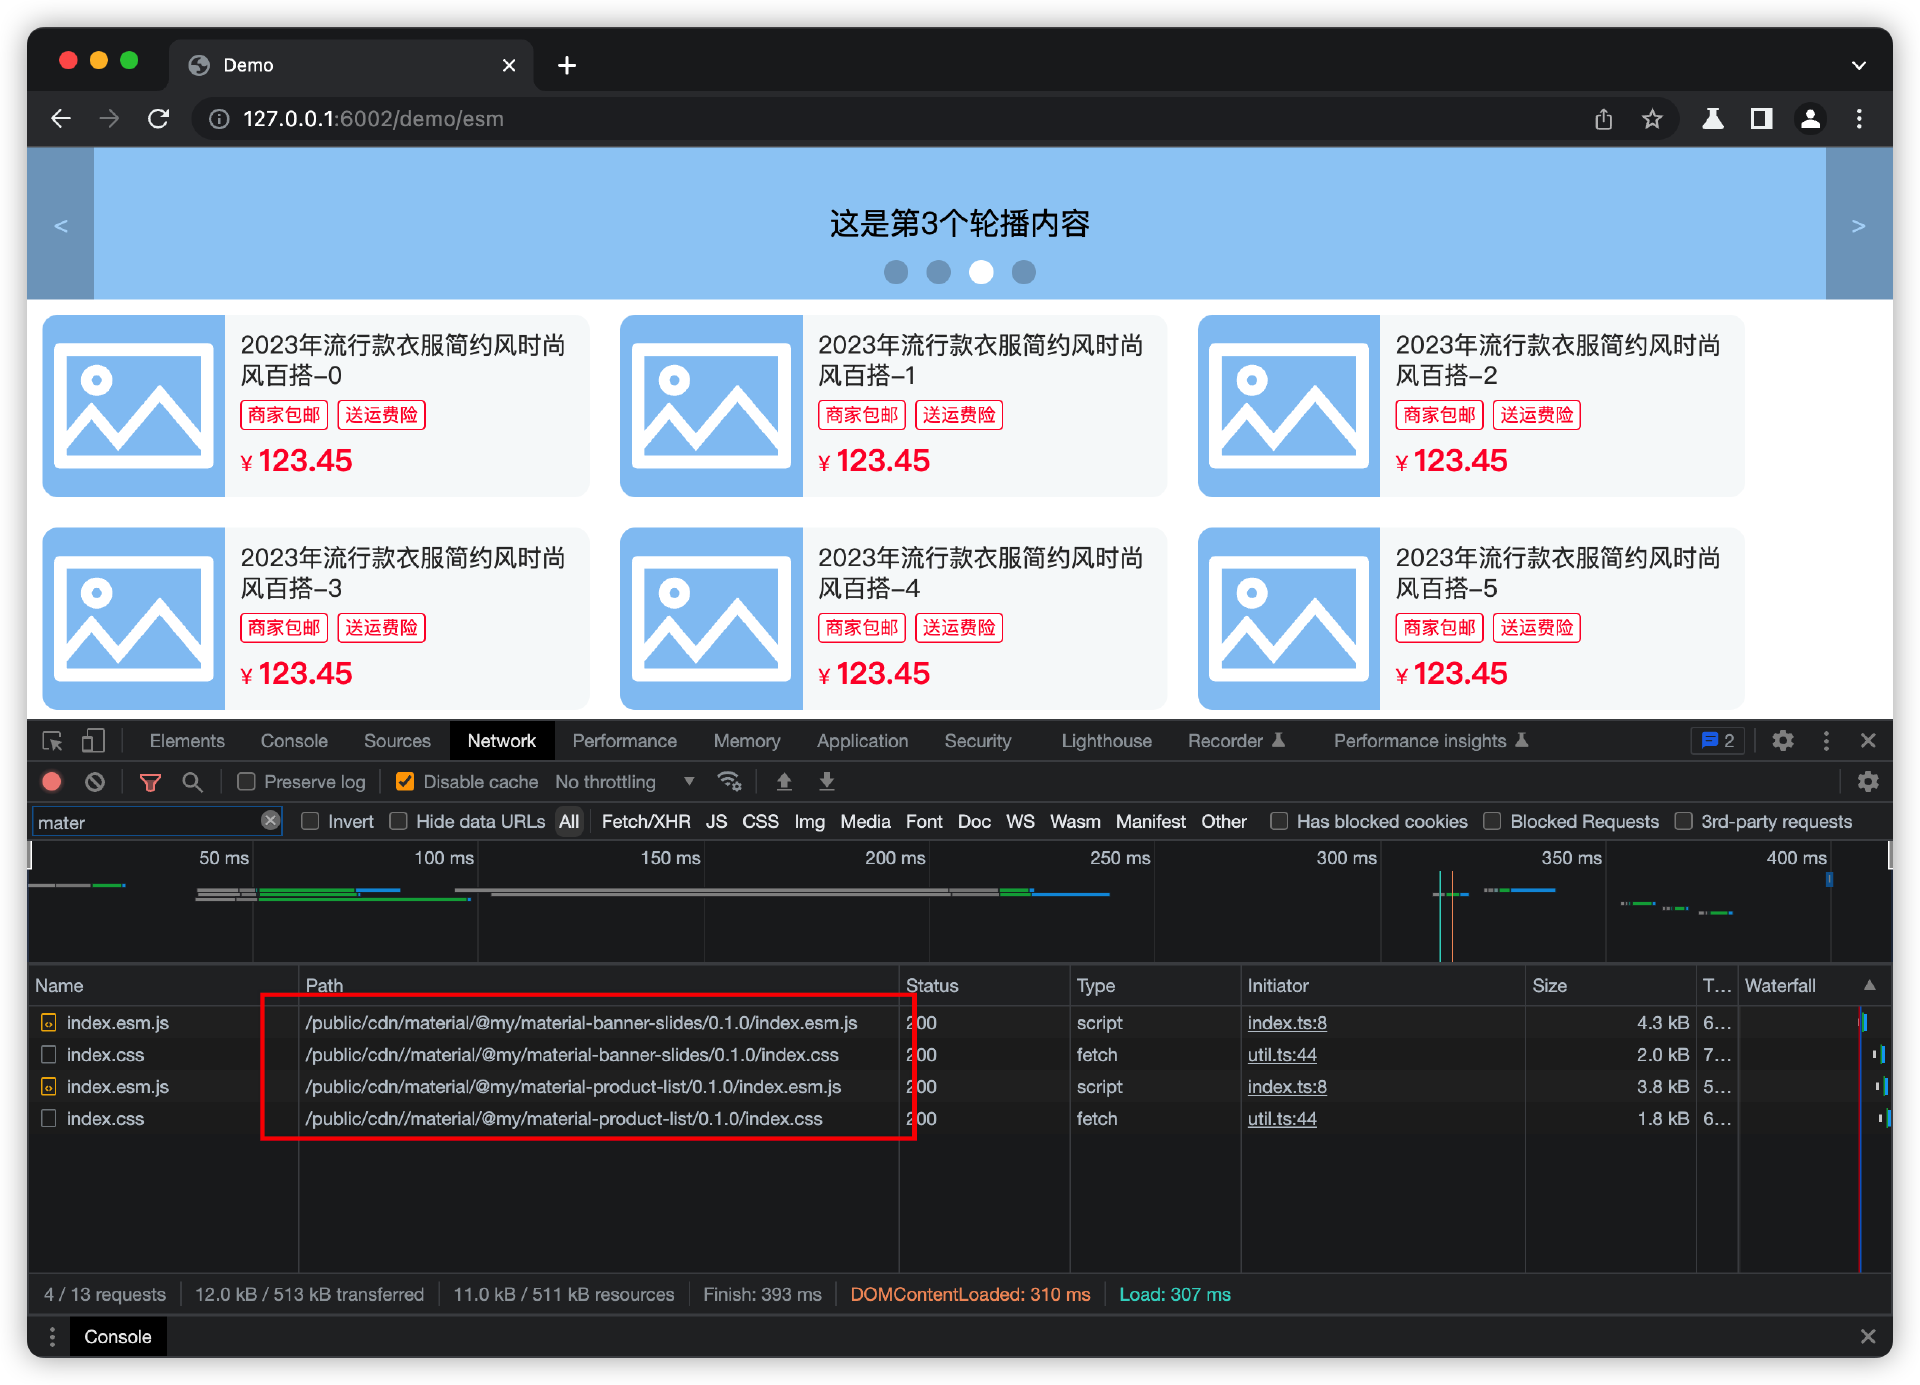 Demo
127.0.0.1:6002/demo/esm
<
这是第3个轮播内容
>
2023年流行款衣服简约风时尚
风百搭-0
商家包邮 送运费险
¥ 123.45
2023年流行款衣服简约风时尚
风百搭-1
商家包邮 送运费险
¥ 123.45
2023年流行款衣服简约风时尚
风百搭-2
商家包邮 送运费险
¥ 123.45
2023年流行款衣服简约风时尚
风百搭-3
商家包邮 送运费险
¥ 123.45
2023年流行款衣服简约风时尚
风百搭-4
商家包邮 送运费险
¥ 123.45
2023年流行款衣服简约风时尚
风百搭-5
商家包邮 送运费险
¥ 123.45
Elements Console Sources Network Performance Memory Application Security Lighthouse Recorder Performance insights 2
Preserve log Disable cache No throttling
mater Invert Hide data URLs All Fetch/XHR JS CSS Img Media Font Doc WS Wasm Manifest Other Has blocked cookies Blocked Requests 3rd-party requests
50 ms 100 ms 150 ms 200 ms 250 ms 300 ms 350 ms 400 ms
Name Path Status Type Initiator Size T... Waterfall
index.esm.js /public/cdn/material/@my/material-banner-slides/0.1.0/index.esm.js 200 script index.ts:8 4.3 kB 6...
index.css /public/cdn//material/@my/material-banner-slides/0.1.0/index.css 200 fetch util.ts:44 2.0 kB 7...
index.esm.js /public/cdn/material/@my/material-product-list/0.1.0/index.esm.js 200 script index.ts:8 3.8 kB 5...
index.css /public/cdn//material/@my/material-product-list/0.1.0/index.css 200 fetch util.ts:44 1.8 kB 6...
4 / 13 requests 12.0 kB / 513 kB transferred 11.0 kB / 511 kB resources Finish: 393 ms DOMContentLoaded: 310 ms Load: 307 ms
Console